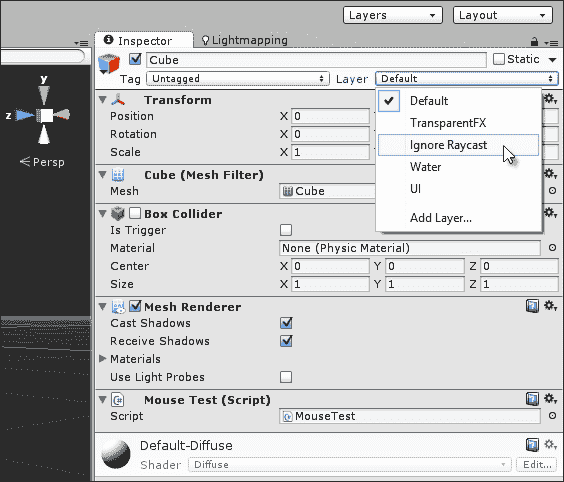 Layers Layout
Inspector Lightmapping
Cube Static
Tag Untagged Layer Default
Default
TransparentFX
Ignore Raycast
Water
UI
Add Layer...
y
z
Persp
Transform
Position X 0 Y
Rotation X 0 Y
Scale X 1 Y
Cube (Mesh Filter)
Mesh Cube
Box Collider
Is Trigger
Material None (Physic Material)
Center X 0 Y 0 Z 0
Size X 1 Y 1 Z 1
Mesh Renderer
Cast Shadows
Receive Shadows
Materials
Use Light Probes
Mouse Test (Script)
Script MouseTest
Default-Diffuse
Shader Diffuse Edit...